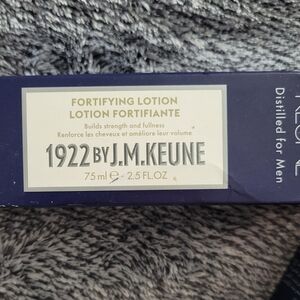 FORTIFYING LOTION
LOTION FORTIFIANTE
Builds strength and fullness
Renforce les cheveux et améliore leur volume
1922 BY J.M.KEUNE
75 ml ℮ - 2.5 FL.OZ
Distilled for Men